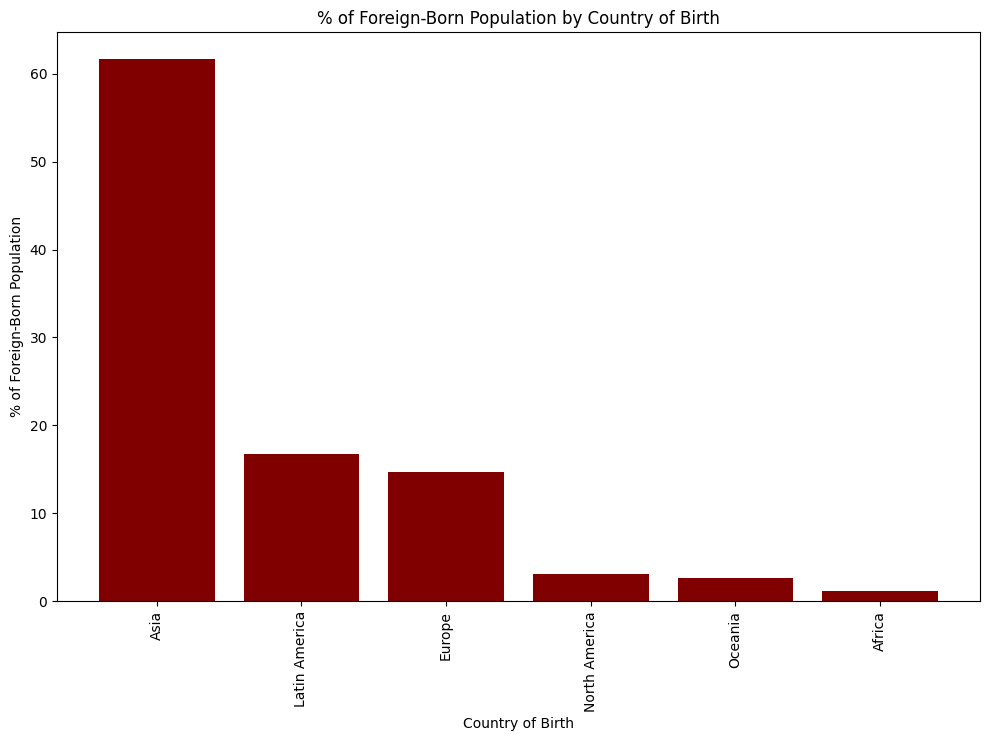 % of Foreign-Born Population by Country of Birth
% of Foreign-Born Population
60
50
40
30
20
10
0
Asia
Latin America
Europe
North America
Oceania
Africa
Country of Birth